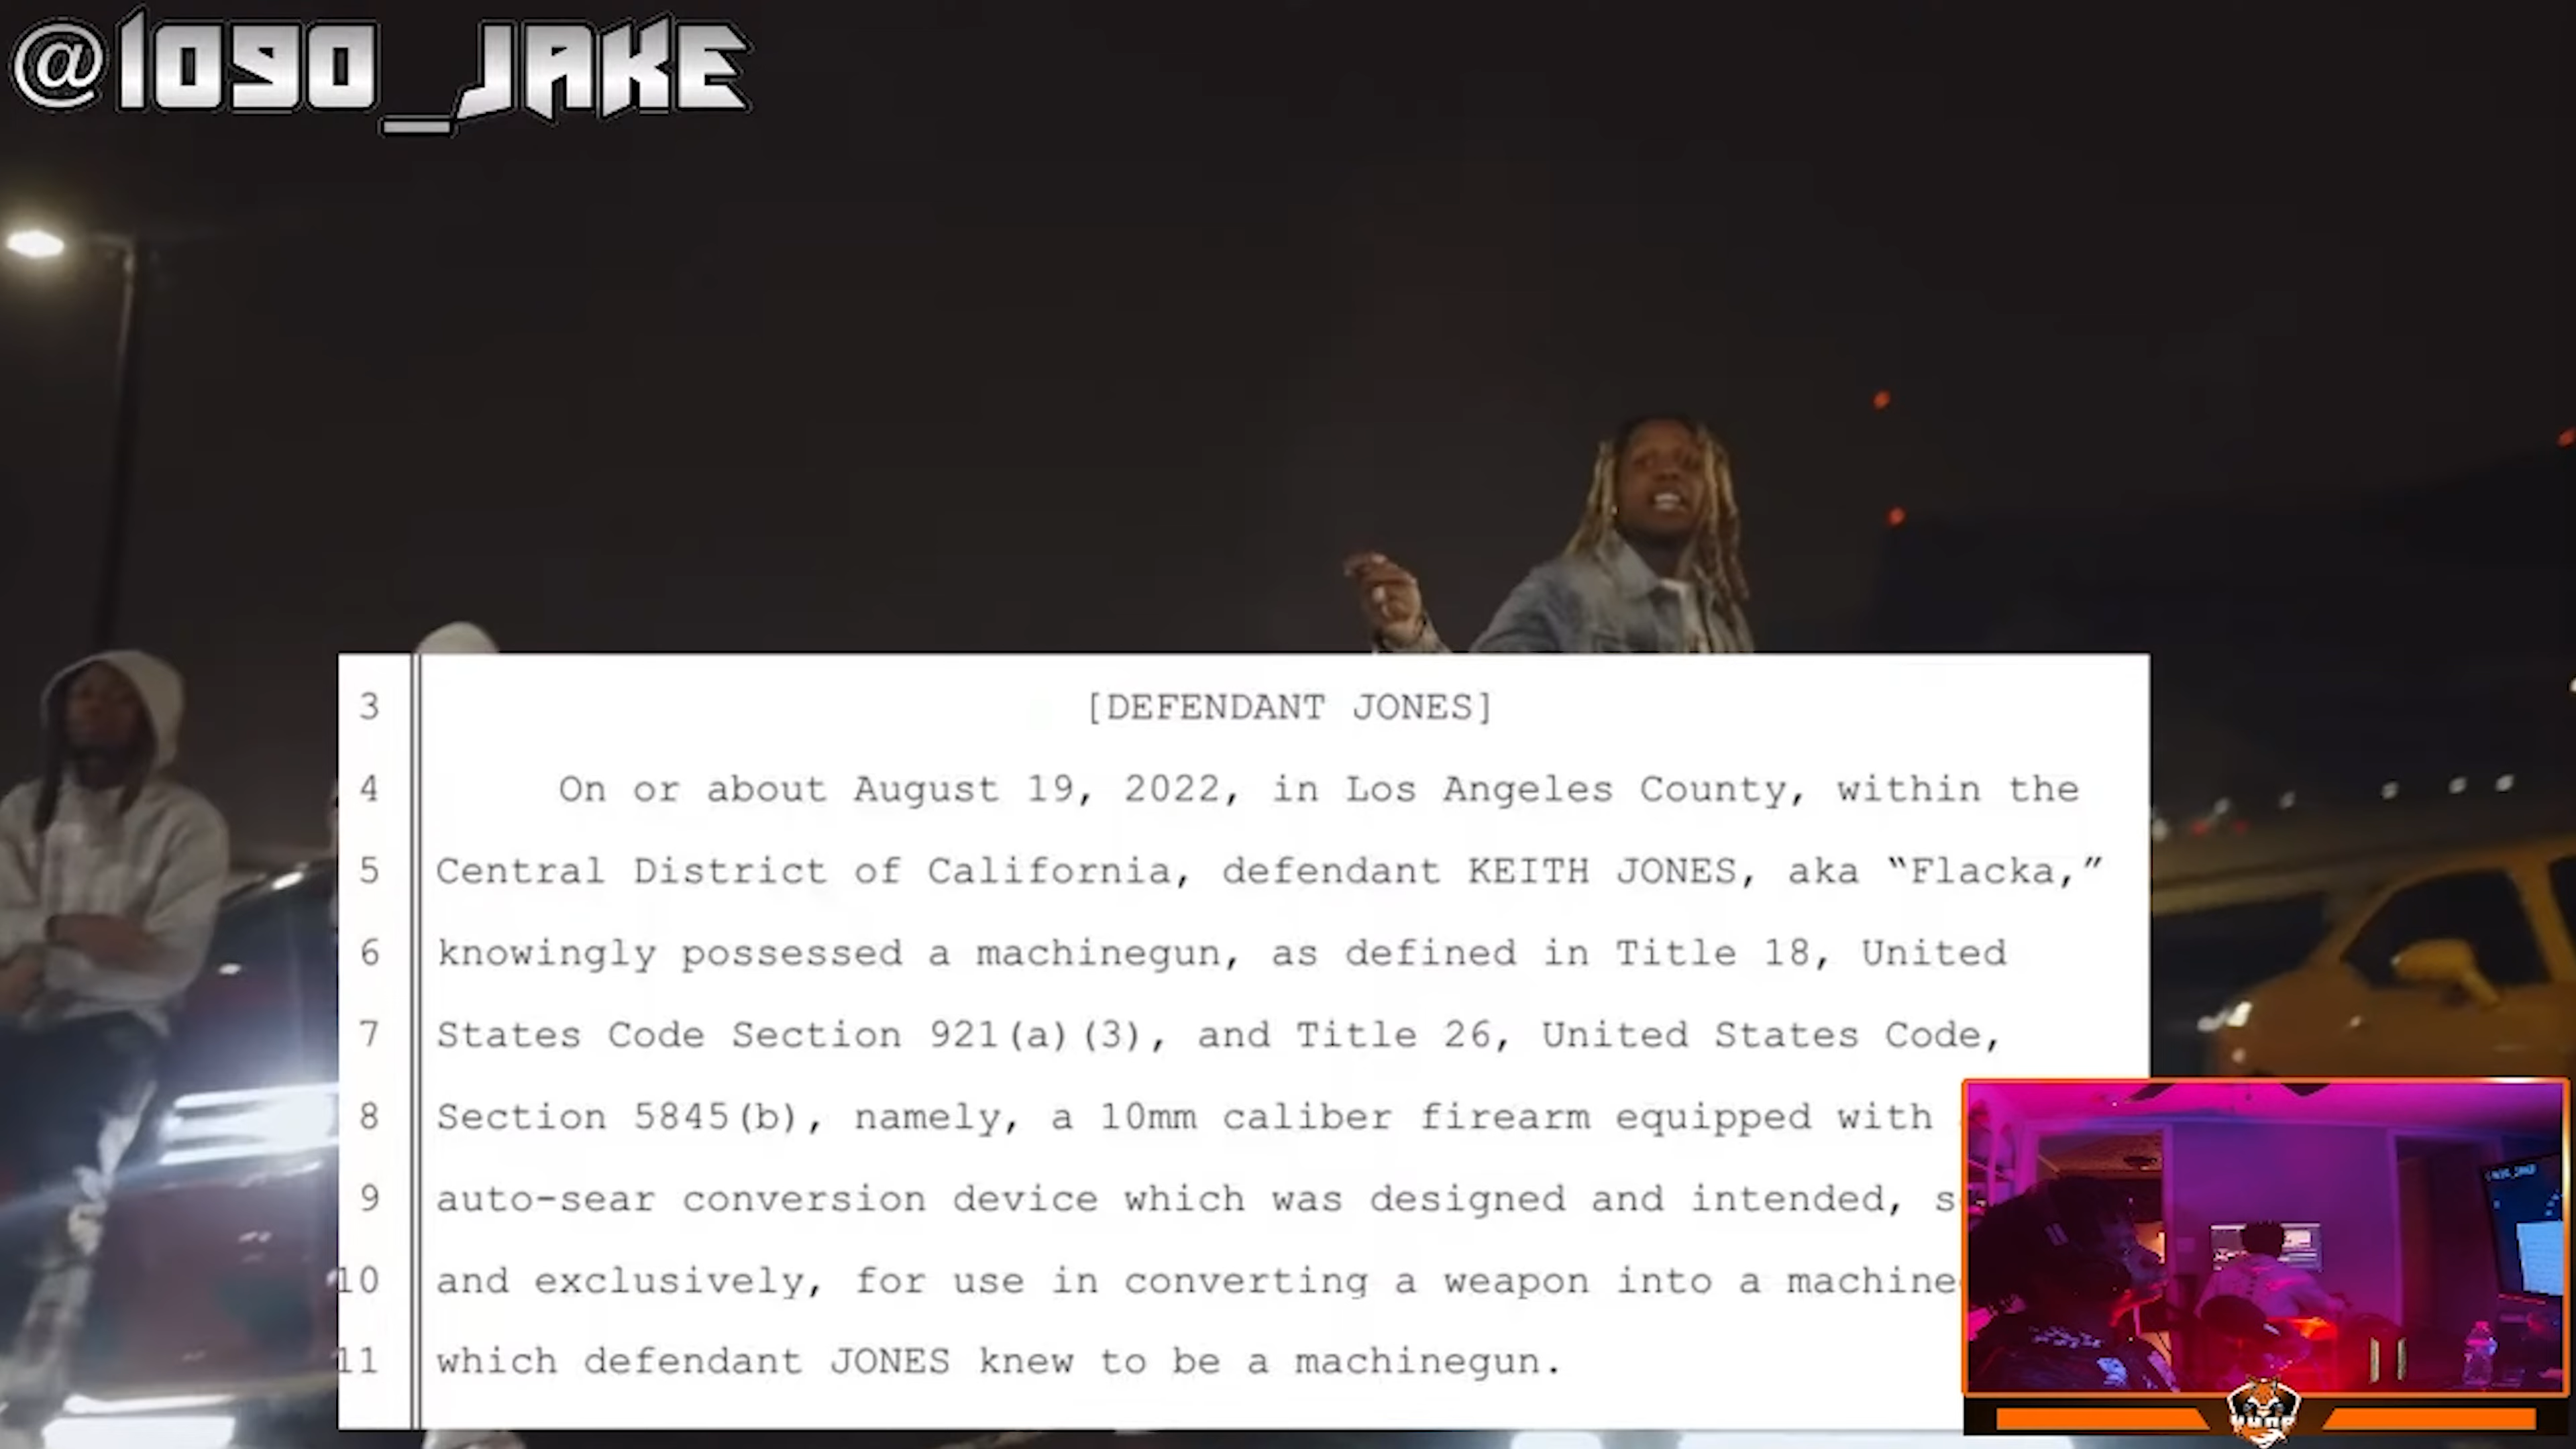 @1090_JAKE
3 [DEFENDANT JONES]
4 On or about August 19, 2022, in Los Angeles County, within the
5 Central District of California, defendant KEITH JONES, aka “Flacka,”
6 knowingly possessed a machinegun, as defined in Title 18, United
7 States Code Section 921(a)(3), and Title 26, United States Code,
8 Section 5845(b), namely, a 10mm caliber firearm equipped with
9 auto-sear conversion device which was designed and intended, s
10 and exclusively, for use in converting a weapon into a machine
11 which defendant JONES knew to be a machinegun.